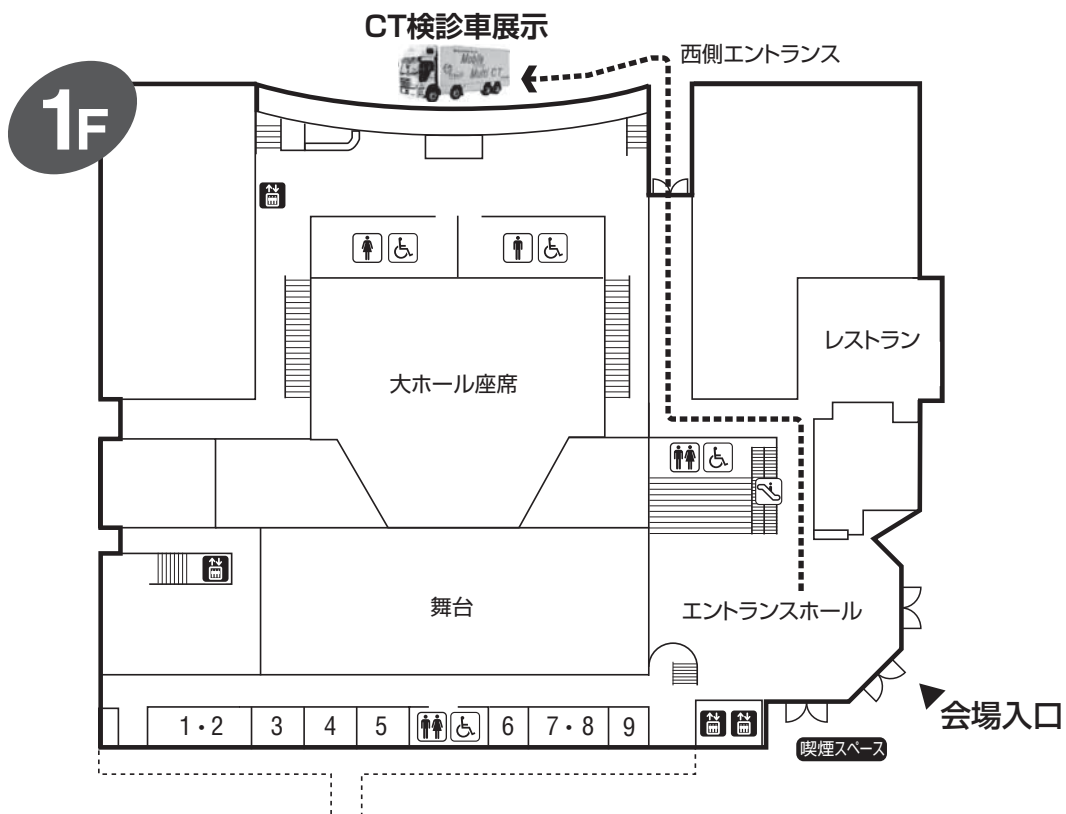 CT検診車展示
西側エントランス
Mobile
Multi CT
1F
レストラン
大ホール座席
舞台
エントランスホール
1・2
3
4
5
6
7・8
9
会場入口
喫煙スペース